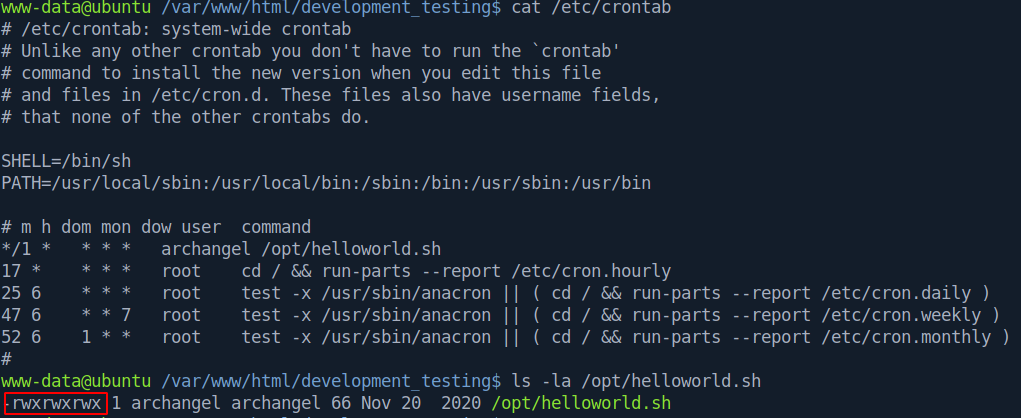 www-data@ubuntu /var/www/html/development_testing$ cat /etc/crontab
# /etc/crontab: system-wide crontab
# Unlike any other crontab you don't have to run the `crontab'
# command to install the new version when you edit this file
# and files in /etc/cron.d. These files also have username fields,
# that none of the other crontabs do.

SHELL=/bin/sh
PATH=/usr/local/sbin:/usr/local/bin:/sbin:/bin:/usr/sbin:/usr/bin

# m h dom mon dow user  command
*/1 *   * * *   archangel /opt/helloworld.sh
17 *    * * *   root    cd / && run-parts --report /etc/cron.hourly
25 6    * * *   root    test -x /usr/sbin/anacron || ( cd / && run-parts --report /etc/cron.daily )
47 6    * * 7   root    test -x /usr/sbin/anacron || ( cd / && run-parts --report /etc/cron.weekly )
52 6    1 * *   root    test -x /usr/sbin/anacron || ( cd / && run-parts --report /etc/cron.monthly )
#
www-data@ubuntu /var/www/html/development_testing$ ls -la /opt/helloworld.sh
-rwxrwxrwx 1 archangel archangel 66 Nov 20  2020 /opt/helloworld.sh